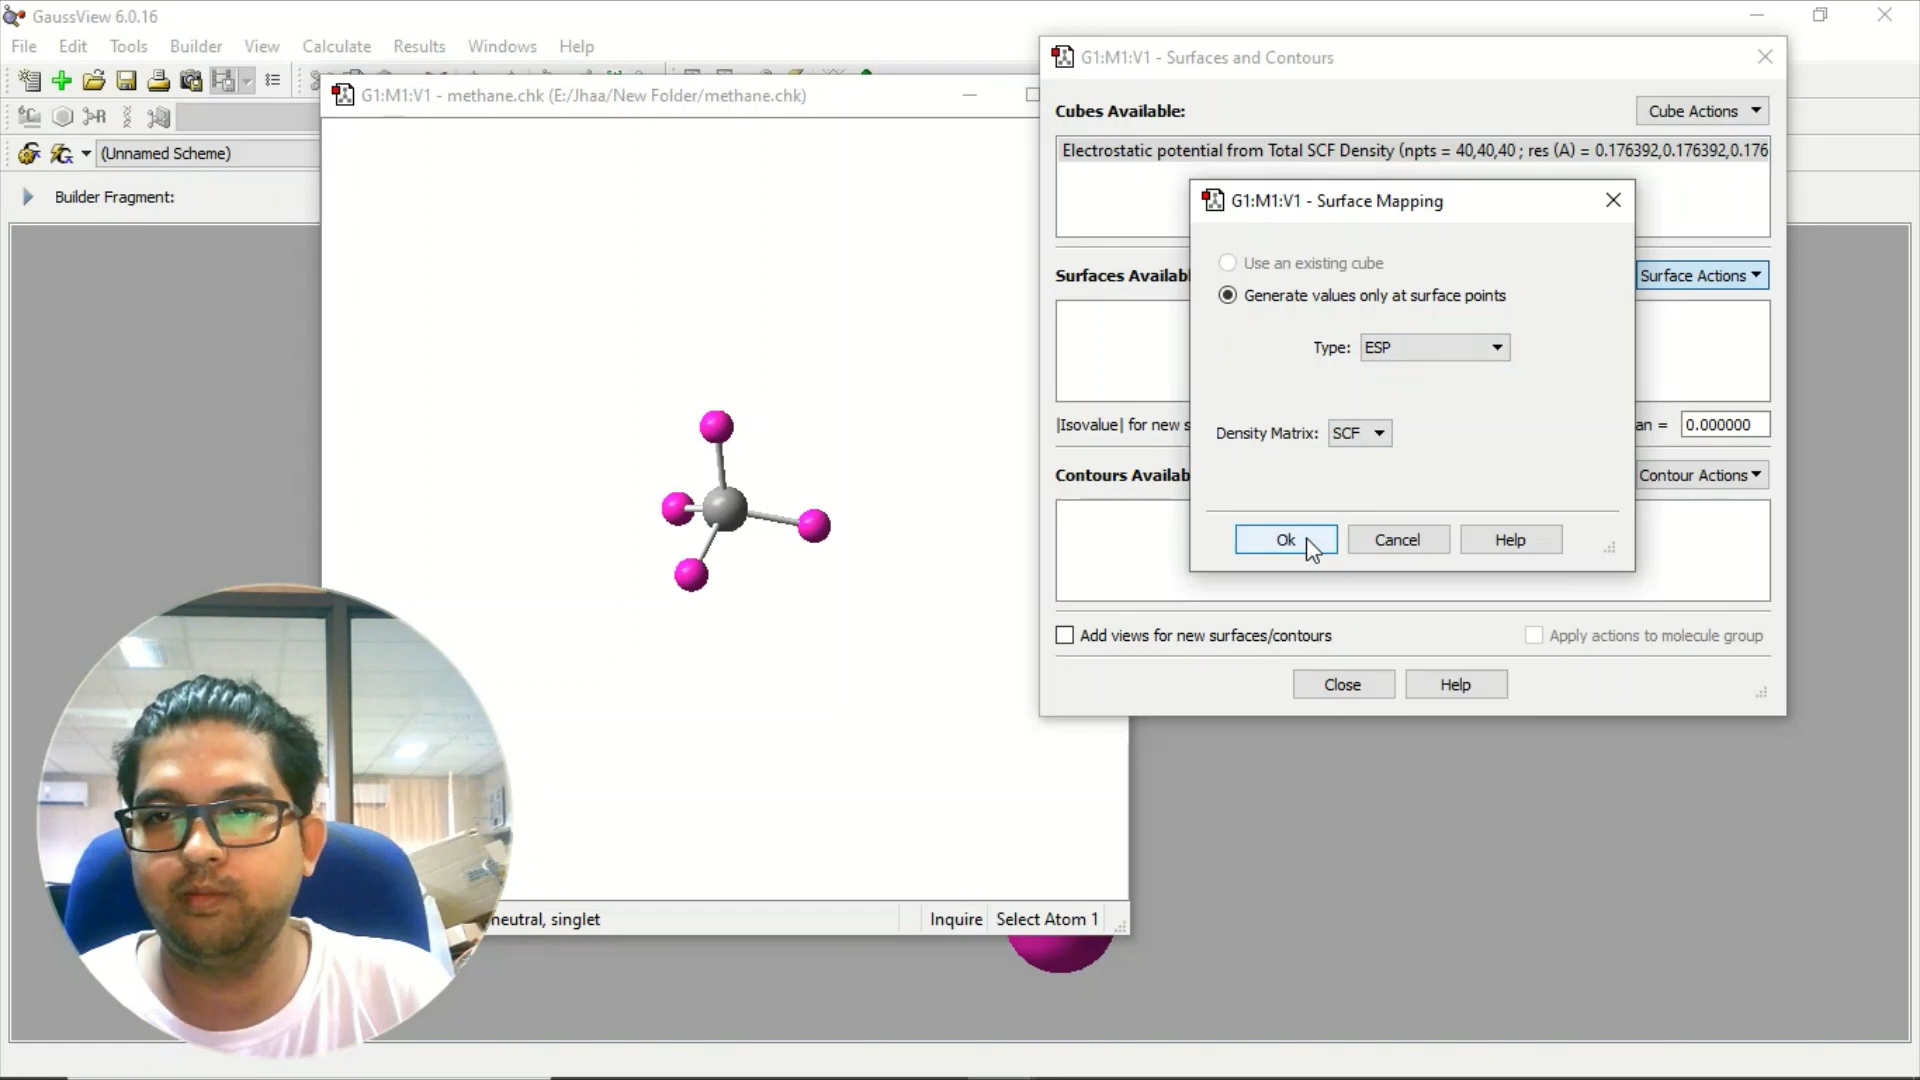 GaussView 6.0.16
File Edit Tools Builder View Calculate Results Windows Help
(Unnamed Scheme)
Builder Fragment:
G1:M1:V1 - methane.chk (E:/Jhaa/New Folder/methane.chk)
neutral, singlet
Inquire
Select Atom 1
G1:M1:V1 - Surfaces and Contours
Cubes Available:
Cube Actions
Electrostatic potential from Total SCF Density (npts = 40,40,40 ; res (A) = 0.176392,0.176392,0.176
Surfaces Availabl
Surface Actions
|Isovalue| for new s
an =
0.000000
Contours Availab
Contour Actions
Add views for new surfaces/contours
Apply actions to molecule group
Close
Help
G1:M1:V1 - Surface Mapping
Use an existing cube
Generate values only at surface points
Type: ESP
Density Matrix: SCF
Ok
Cancel
Help